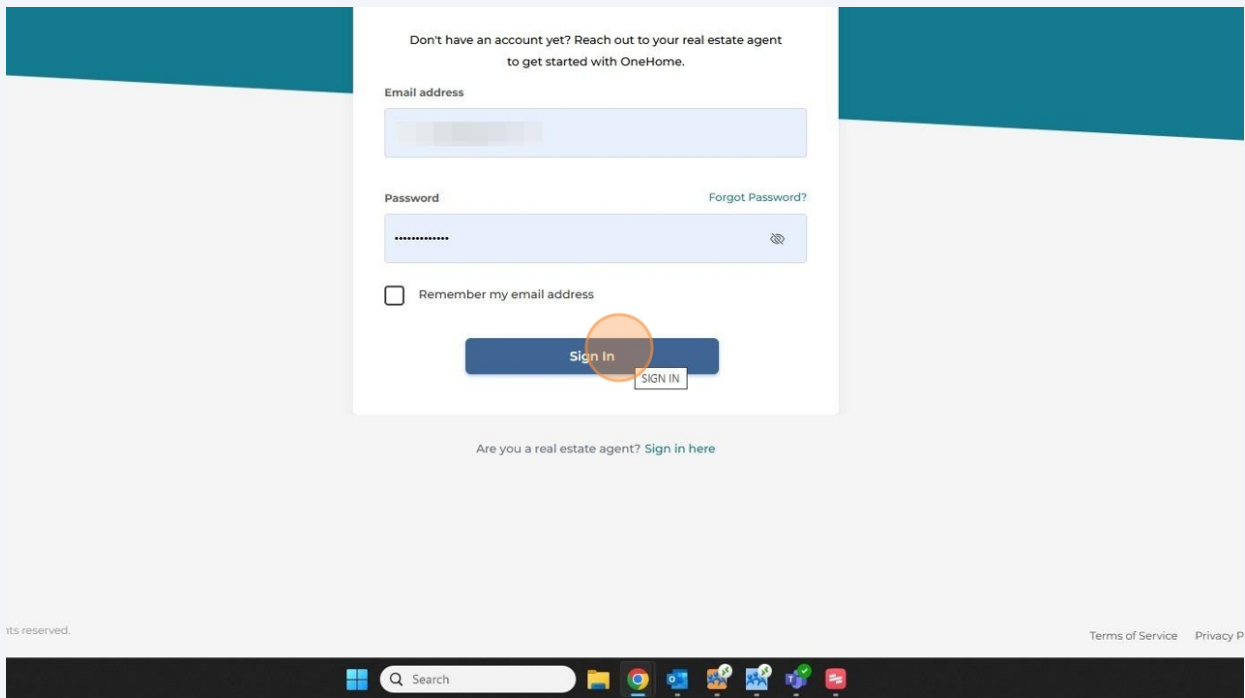 Don't have an account yet? Reach out to your real estate agent
to get started with OneHome.
Email address
Password
Forgot Password?
Remember my email address
Sign In
SIGN IN
Are you a real estate agent? Sign in here
reserved.
Terms of Service
Privacy
Search